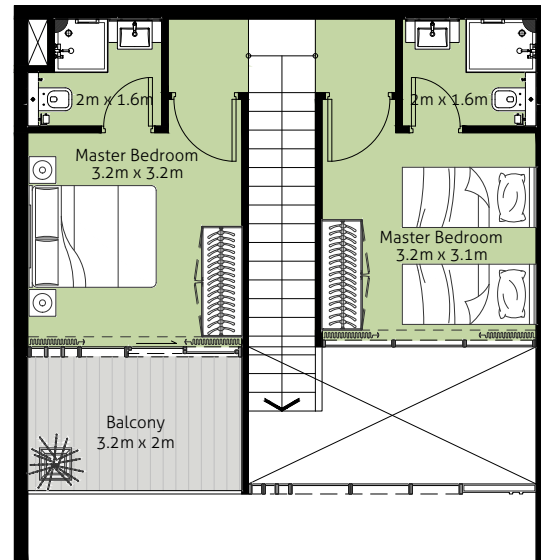 2m x 1.6m
2m x 1.6m
Master Bedroom
3.2m x 3.2m
Master Bedroom
3.2m x 3.1m
Balcony
3.2m x 2m